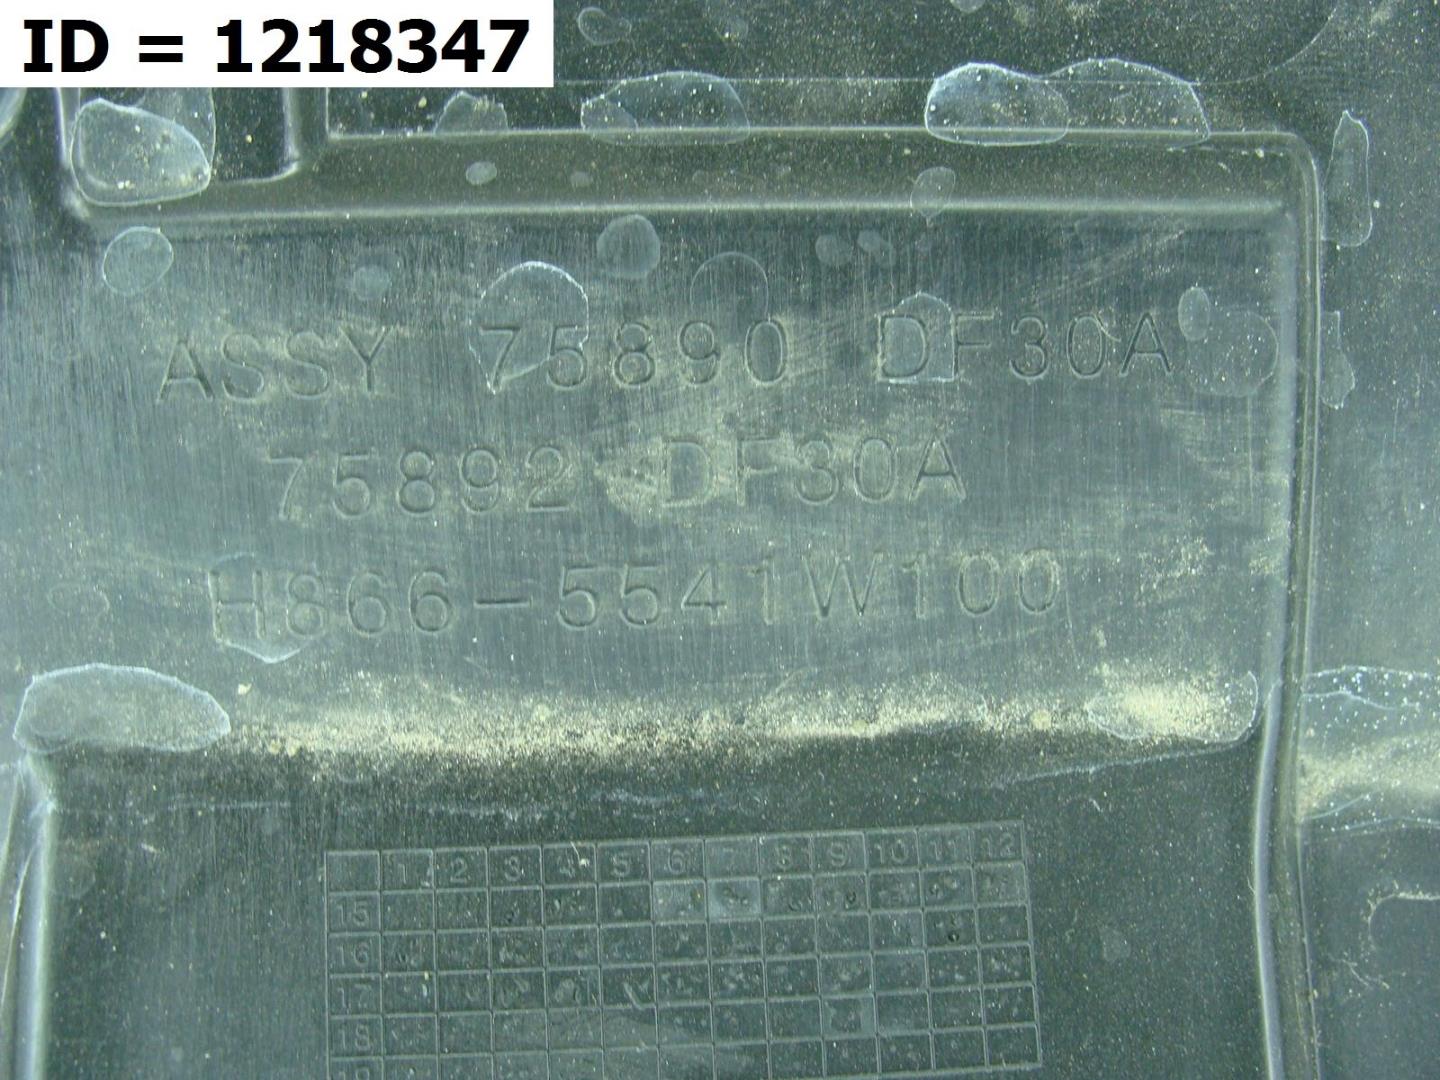 ID = 1218347
ASSY 75890 DF30A
75892 DF30A
H866-5541W100
1 2 3 4 5 6 7 8 9 10 11 12
15
16
17
18